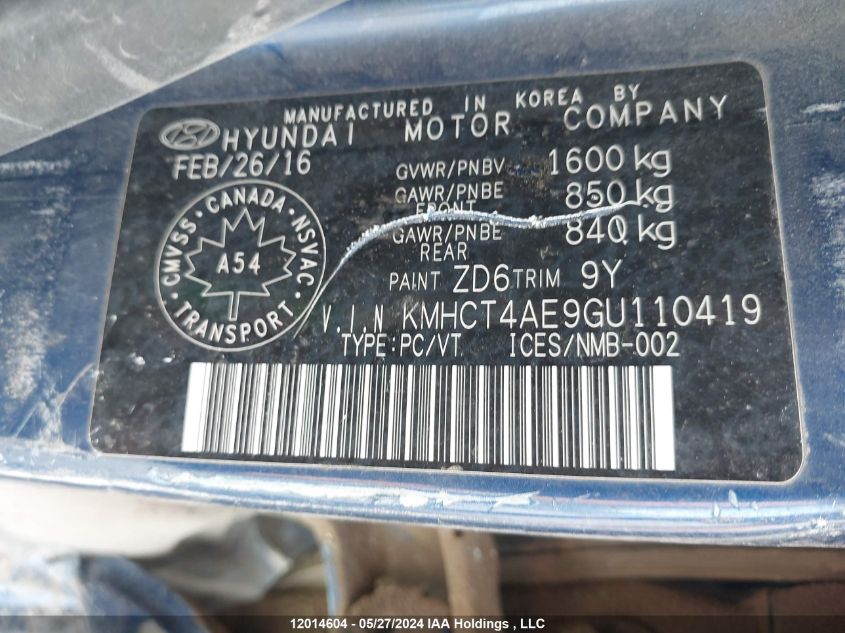 MANUFACTURED IN KOREA BY
HYUNDAI MOTOR COMPANY
FEB/26/16
GVWR/PNBV 1600 kg
GAWR/PNBE FRONT 850 kg
GAWR/PNBE REAR 840 kg
CMVSS · CANADA · NSVAC
A54
· TRANSPORT ·
PAINT ZD6 TRIM 9Y
V.I.N KMHCT4AE9GU110419
TYPE:PC/VT ICES/NMB-002
12014604 - 05/27/2024 IAA Holdings , LLC